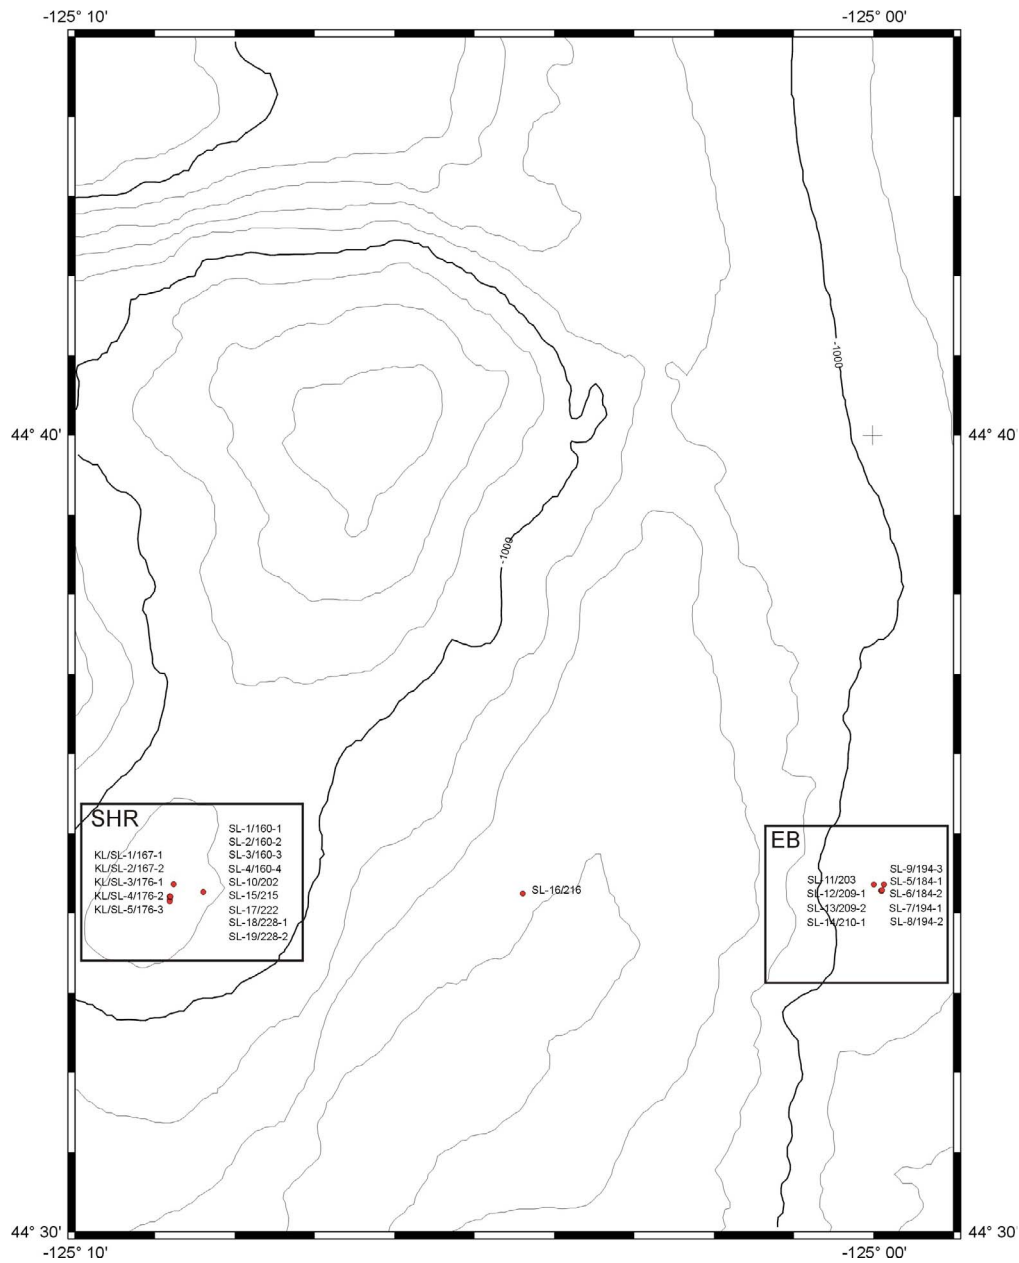 -125° 10'
-125° 00'
-1000
44° 40'
44° 40'
-1000
SHR
SL-1/160-1
SL-2/160-2
SL-3/160-3
SL-4/160-4
SL-10/202
SL-15/215
SL-17/222
SL-18/228-1
SL-19/228-2
KL/SL-1/167-1
KL/SL-2/167-2
KL/SL-3/176-1
KL/SL-4/176-2
KL/SL-5/176-3
SL-16/216
EB
SL-11/203
SL-12/209-1
SL-13/209-2
SL-14/210-1
SL-9/194-3
SL-5/184-1
SL-6/184-2
SL-7/194-1
SL-8/194-2
44° 30'
44° 30'
-125° 10'
-125° 00'